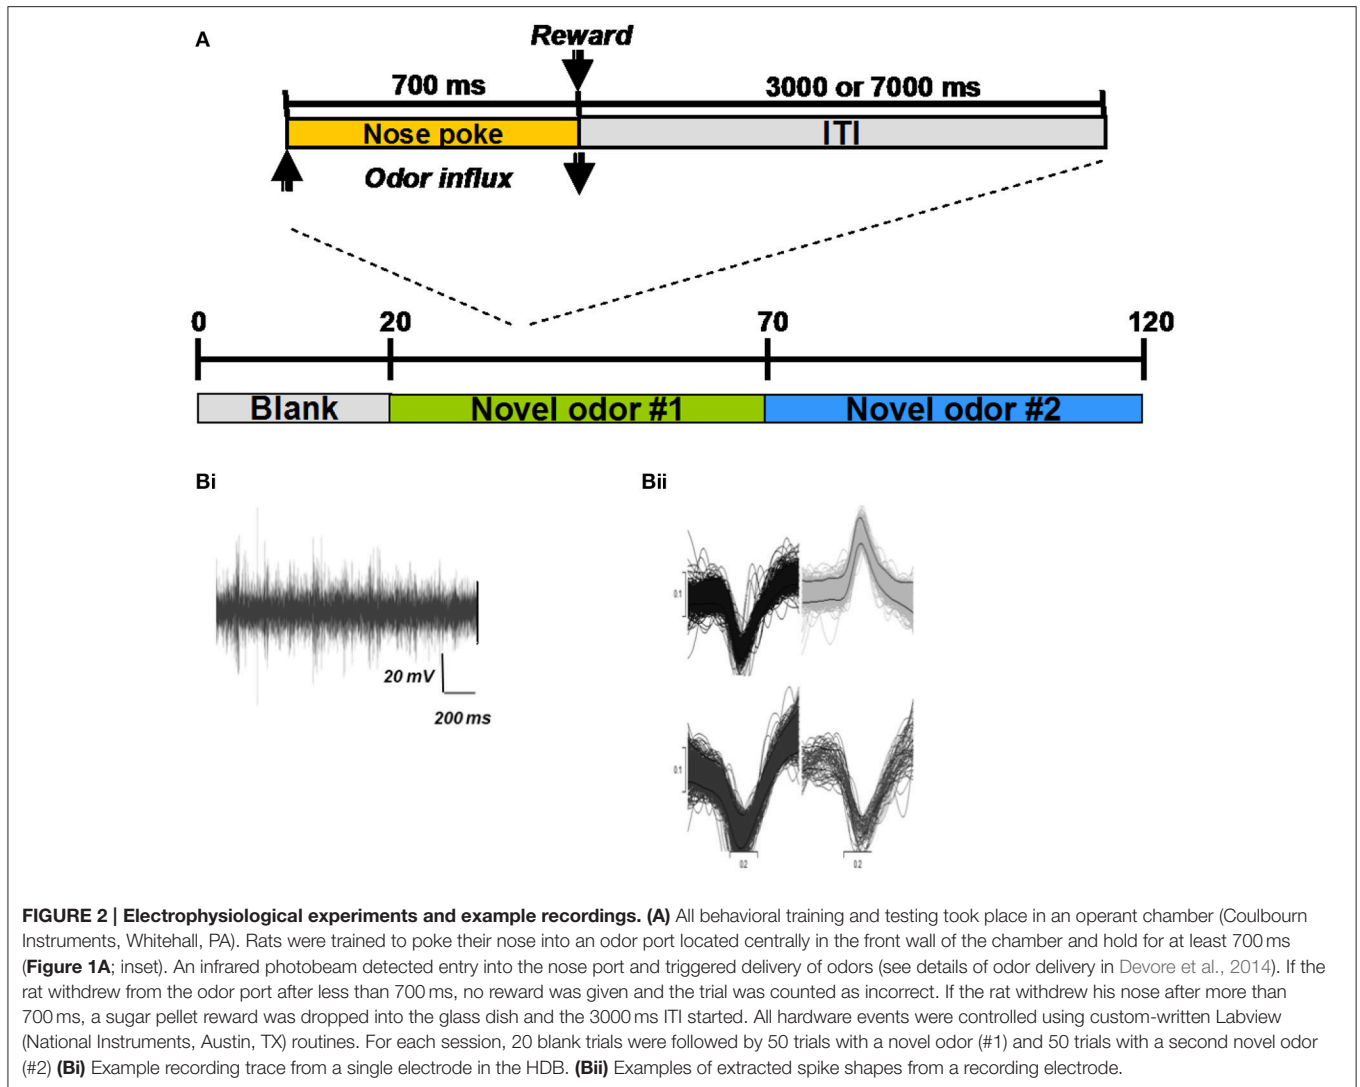 A
Reward
700 ms
3000 or 7000 ms
Nose poke
ITI
Odor influx
0 20 70 120
Blank
Novel odor #1
Novel odor #2
Bi
Bii
20 mV
200 ms
0.1
0.1
0.2
0.2
FIGURE 2 | Electrophysiological experiments and example recordings. (A) All behavioral training and testing took place in an operant chamber (Coulbourn
Instruments, Whitehall, PA). Rats were trained to poke their nose into an odor port located centrally in the front wall of the chamber and hold for at least 700 ms
(Figure 1A; inset). An infrared photobeam detected entry into the nose port and triggered delivery of odors (see details of odor delivery in Devore et al., 2014). If the
rat withdrew from the odor port after less than 700 ms, no reward was given and the trial was counted as incorrect. If the rat withdrew his nose after more than
700 ms, a sugar pellet reward was dropped into the glass dish and the 3000 ms ITI started. All hardware events were controlled using custom-written Labview
(National Instruments, Austin, TX) routines. For each session, 20 blank trials were followed by 50 trials with a novel odor (#1) and 50 trials with a second novel odor
(#2) (Bi) Example recording trace from a single electrode in the HDB. (Bii) Examples of extracted spike shapes from a recording electrode.